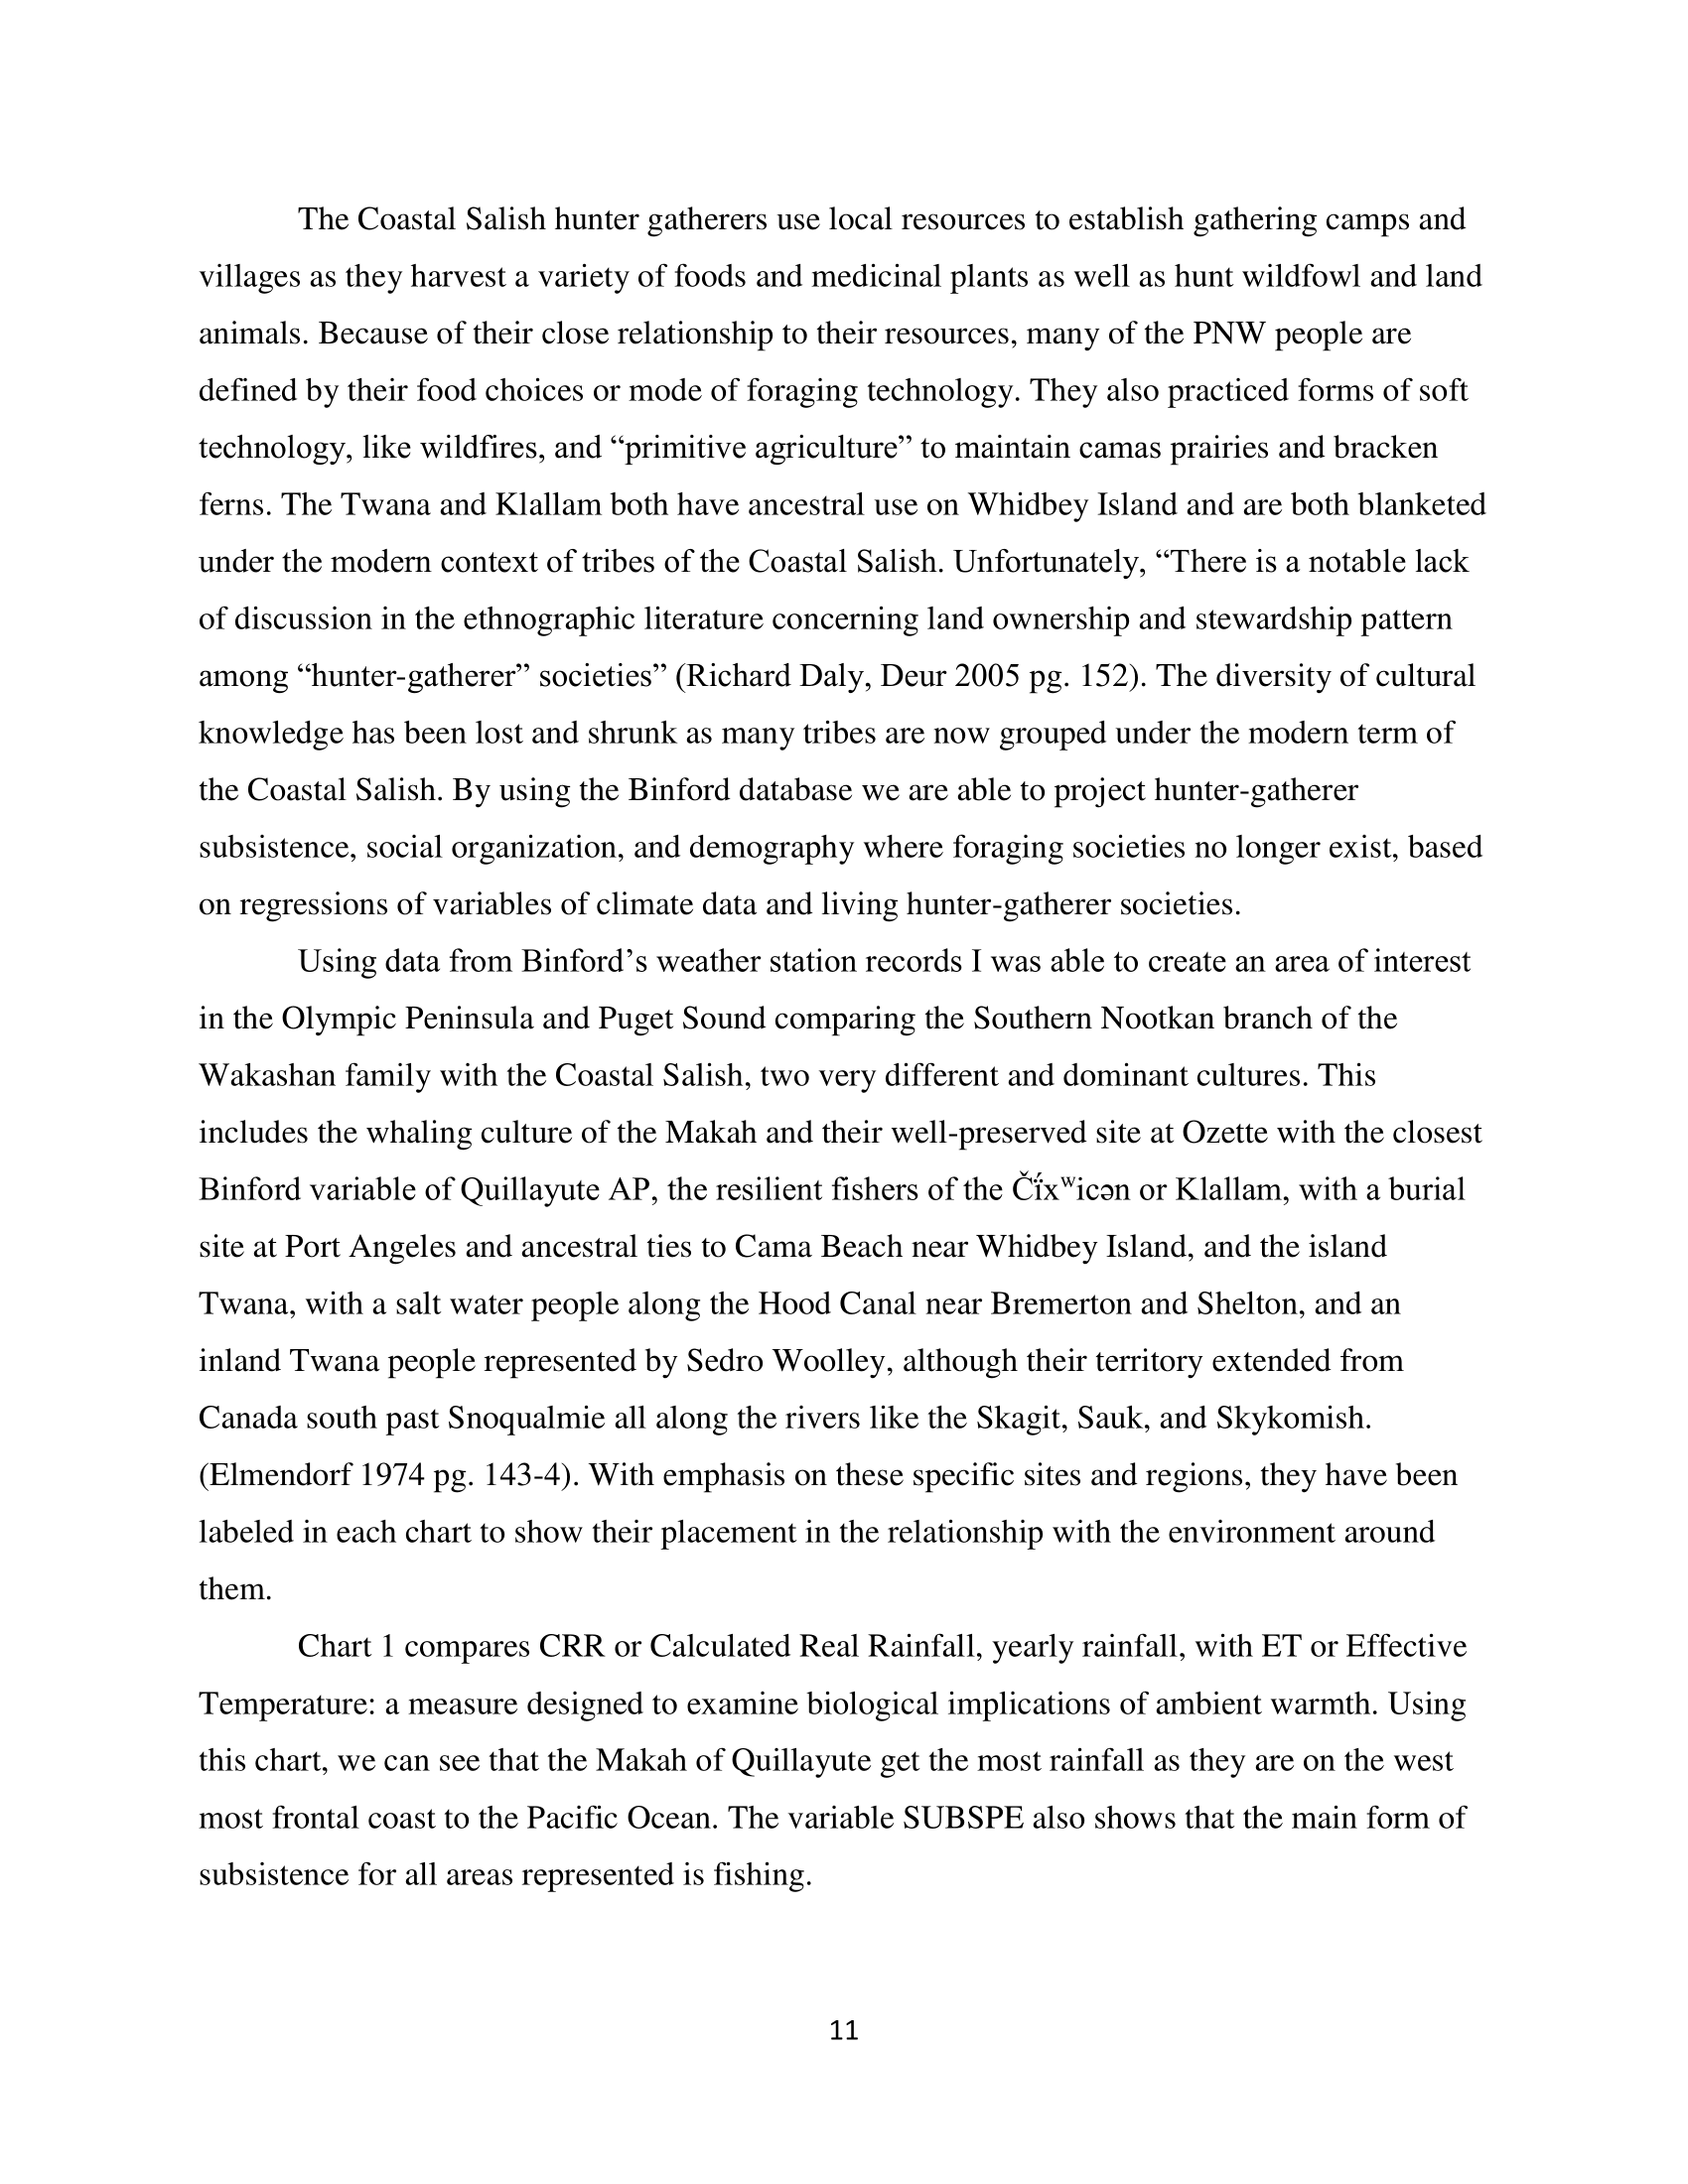 The Coastal Salish hunter gatherers use local resources to establish gathering camps and
villages as they harvest a variety of foods and medicinal plants as well as hunt wildfowl and land
animals. Because of their close relationship to their resources, many of the PNW people are
defined by their food choices or mode of foraging technology. They also practiced forms of soft
technology, like wildfires, and “primitive agriculture” to maintain camas prairies and bracken
ferns. The Twana and Klallam both have ancestral use on Whidbey Island and are both blanketed
under the modern context of tribes of the Coastal Salish. Unfortunately, “There is a notable lack
of discussion in the ethnographic literature concerning land ownership and stewardship pattern
among “hunter-gatherer” societies” (Richard Daly, Deur 2005 pg. 152). The diversity of cultural
knowledge has been lost and shrunk as many tribes are now grouped under the modern term of
the Coastal Salish. By using the Binford database we are able to project hunter-gatherer
subsistence, social organization, and demography where foraging societies no longer exist, based
on regressions of variables of climate data and living hunter-gatherer societies.
Using data from Binford’s weather station records I was able to create an area of interest
in the Olympic Peninsula and Puget Sound comparing the Southern Nootkan branch of the
Wakashan family with the Coastal Salish, two very different and dominant cultures. This
includes the whaling culture of the Makah and their well-preserved site at Ozette with the closest
Binford variable of Quillayute AP, the resilient fishers of the Čḯxʷicən or Klallam, with a burial
site at Port Angeles and ancestral ties to Cama Beach near Whidbey Island, and the island
Twana, with a salt water people along the Hood Canal near Bremerton and Shelton, and an
inland Twana people represented by Sedro Woolley, although their territory extended from
Canada south past Snoqualmie all along the rivers like the Skagit, Sauk, and Skykomish.
(Elmendorf 1974 pg. 143-4). With emphasis on these specific sites and regions, they have been
labeled in each chart to show their placement in the relationship with the environment around
them.
Chart 1 compares CRR or Calculated Real Rainfall, yearly rainfall, with ET or Effective
Temperature: a measure designed to examine biological implications of ambient warmth. Using
this chart, we can see that the Makah of Quillayute get the most rainfall as they are on the west
most frontal coast to the Pacific Ocean. The variable SUBSPE also shows that the main form of
subsistence for all areas represented is fishing.
11